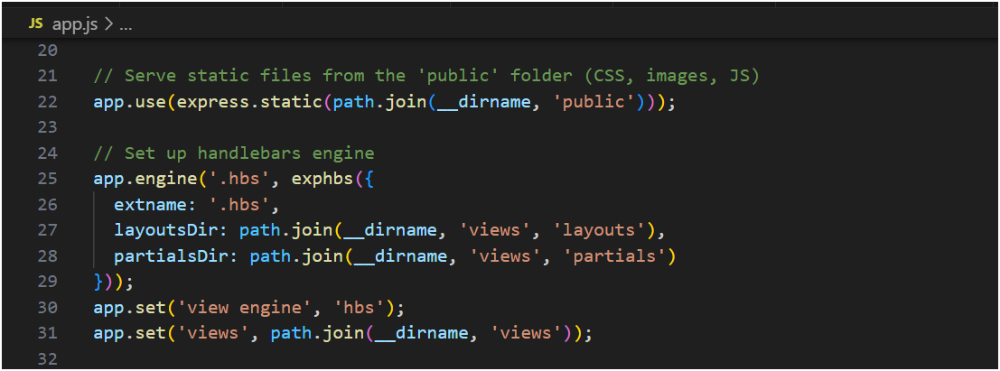 JS app.js > ...
20
21 // Serve static files from the 'public' folder (CSS, images, JS)
22 app.use(express.static(path.join(__dirname, 'public')));
23
24 // Set up handlebars engine
25 app.engine('.hbs', exphbs({
26   extname: '.hbs',
27   layoutsDir: path.join(__dirname, 'views', 'layouts'),
28   partialsDir: path.join(__dirname, 'views', 'partials')
29 }));
30 app.set('view engine', 'hbs');
31 app.set('views', path.join(__dirname, 'views'));
32